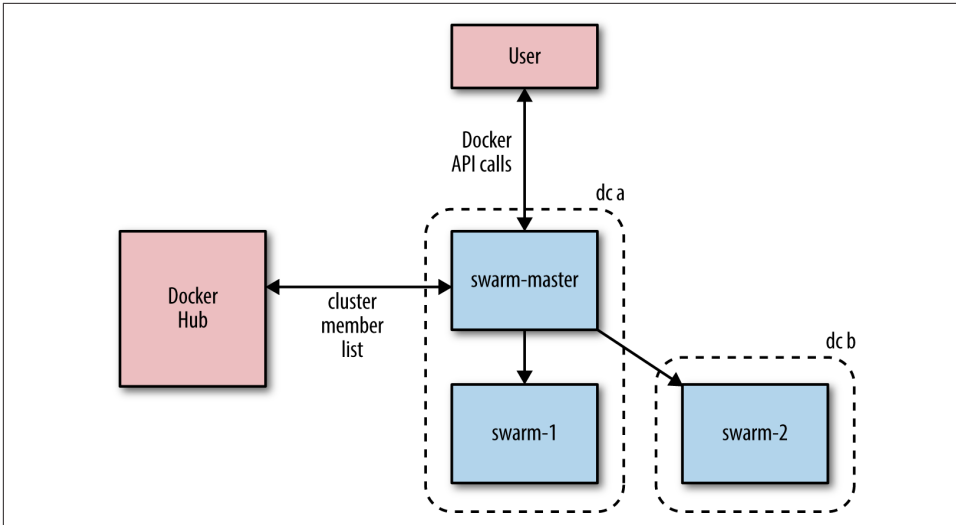 User
Docker
API calls
dc a
swarm-master
Docker
Hub
cluster
member
list
dc b
swarm-1
swarm-2